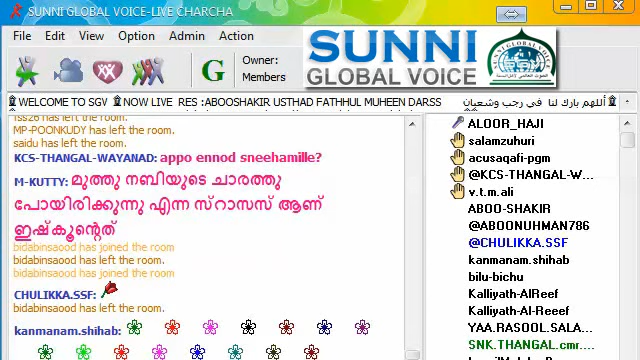 SUNNI GLOBAL VOICE-LIVE CHARCHA
File Edit View Option Admin Action
G Owner:
Members
SUNNI
GLOBAL VOICE
WELCOME TO SGV NOW LIVE RES :ABOOSHAKIR USTHAD FATHHUL MUHEEN DARSS أللهم بارك لنا في رجب وشعبان
fss26 has left the room.
MP-POONKUDY has left the room.
saidu has left the room.
KCS-THANGAL-WAYANAD: appo ennod sneehamille?
M-KUTTY: മുത്തു നബിയുടെ ചാരത്തു
പോയിരിക്കുന്നു എന്ന സ്റാസസ് ആണ്
ഇഷ്കൂന്റെത്
bidabinsaood has joined the room
bidabinsaood has left the room.
bidabinsaood has joined the room
CHULIKKA.SSF:
bidabinsaood has left the room.
kanmanam.shihab:
ALOOR_HAJI
salamzuhuri
acusaqafi-pgm
@KCS-THANGAL-W...
v.t.m.ali
ABOO-SHAKIR
@ABOONUHMAN786
@CHULIKKA.SSF
kanmanam.shihab
bilu-bichu
Kalliyath-AlReef
Kalliyath-AlReeef
YAA.RASOOL.SALA...
SNK.THANGAL.cmr....